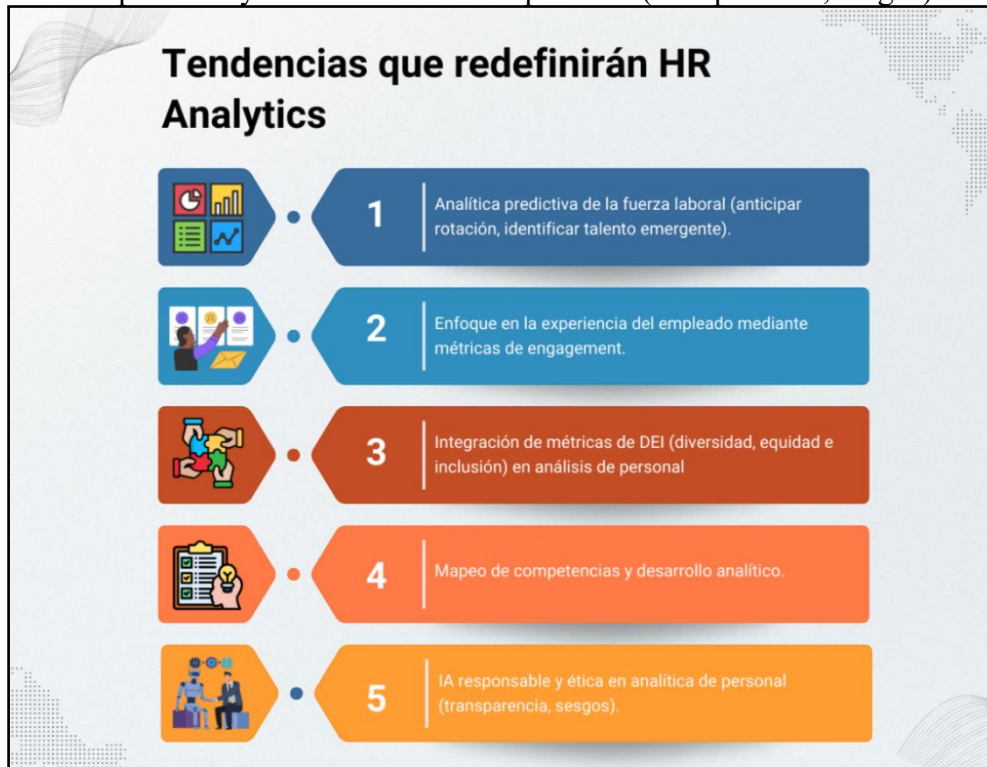 Tendencias que redefinirán HR
Analytics
1
Analítica predictiva de la fuerza laboral (anticipar
rotación, identificar talento emergente).
2
Enfoque en la experiencia del empleado mediante
métricas de engagement.
3
Integración de métricas de DEI (diversidad, equidad e
inclusión) en análisis de personal
4
Mapeo de competencias y desarrollo analítico.
5
IA responsable y ética en analítica de personal
(transparencia, sesgos).